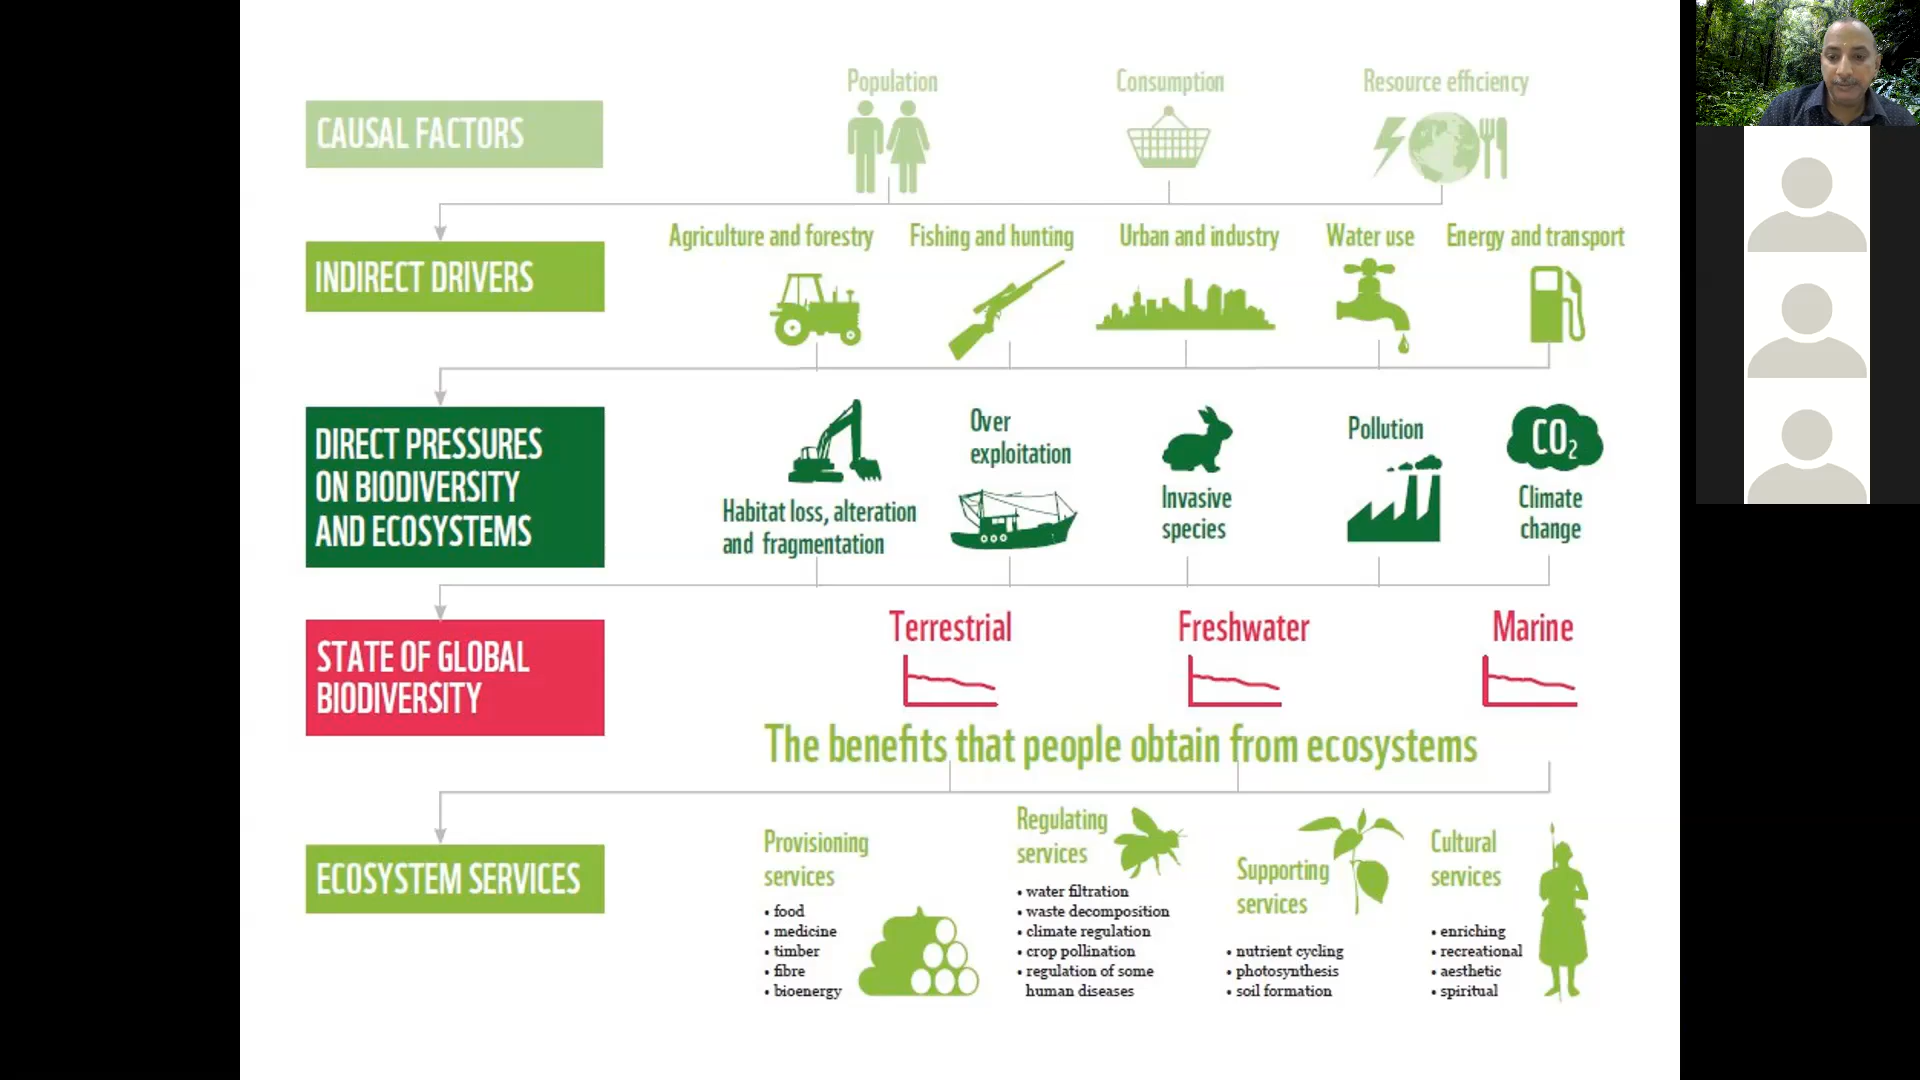 Population
Consumption
Resource efficiency
CAUSAL FACTORS
Agriculture and forestry
Fishing and hunting
Urban and industry
Water use
Energy and transport
INDIRECT DRIVERS
DIRECT PRESSURES
ON BIODIVERSITY
AND ECOSYSTEMS
Habitat loss, alteration
and fragmentation
Over
exploitation
Invasive
species
Pollution
CO2
Climate
change
STATE OF GLOBAL
BIODIVERSITY
Terrestrial
Freshwater
Marine
The benefits that people obtain from ecosystems
ECOSYSTEM SERVICES
Provisioning
services
• food
• medicine
• timber
• fibre
• bioenergy
Regulating
services
• water filtration
• waste decomposition
• climate regulation
• crop pollination
• regulation of some
human diseases
Supporting
services
• nutrient cycling
• photosynthesis
• soil formation
Cultural
services
• enriching
• recreational
• aesthetic
• spiritual